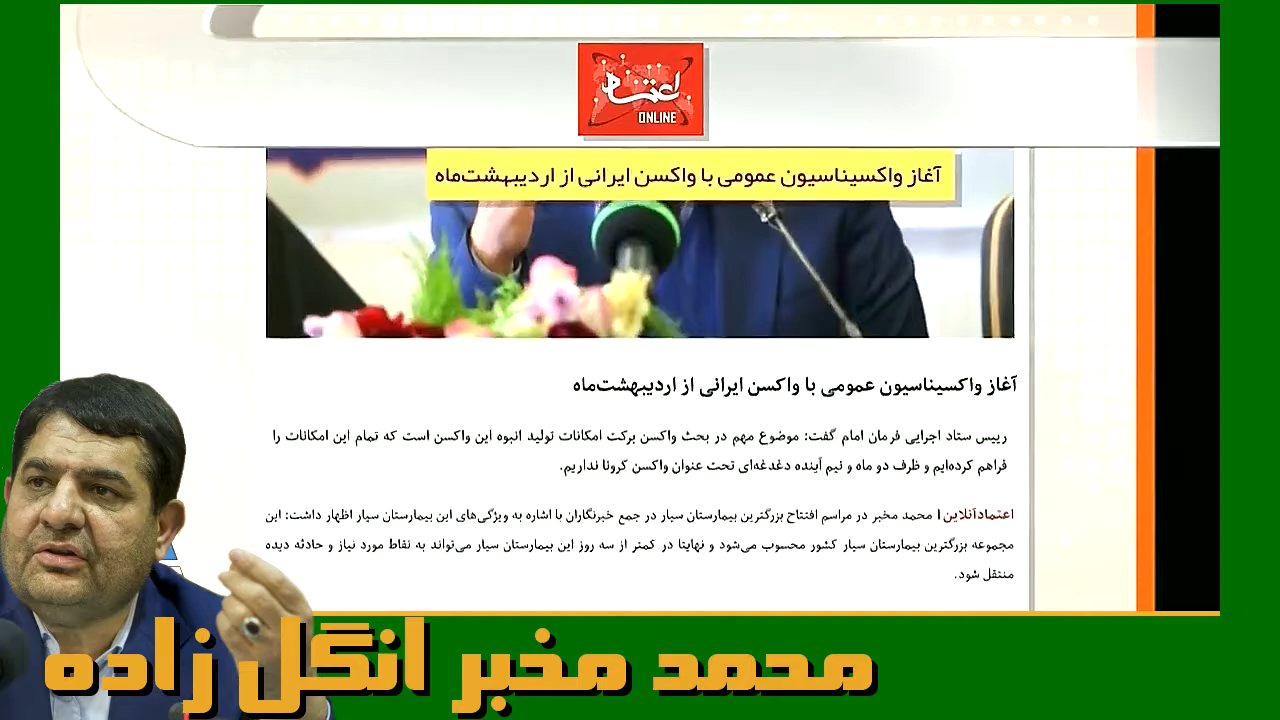 اعتماد
ONLINE
آغاز واکسیناسیون عمومی با واکسن ایرانی از اردیبهشت‌ماه
آغاز واکسیناسیون عمومی با واکسن ایرانی از اردیبهشت‌ماه
رییس ستاد اجرایی فرمان امام گفت: موضوع مهم در بحث واکسن برکت امکانات تولید انبوه این واکسن است که تمام این امکانات را
فراهم کرده‌ایم و ظرف دو ماه و نیم آینده دغدغه‌ای تحت عنوان واکسن کرونا نداریم.
اعتمادآنلاین| محمد مخبر در مراسم افتتاح بزرگترین بیمارستان سیار در جمع خبرنگاران با اشاره به ویژگی‌های این بیمارستان سیار اظهار داشت: این
مجموعه بزرگترین بیمارستان سیار کشور محسوب می‌شود و نهایتا در کمتر از سه روز این بیمارستان سیار می‌تواند به نقاط مورد نیاز و حادثه دیده
منتقل شود.
محمد مخبر انگل زاده